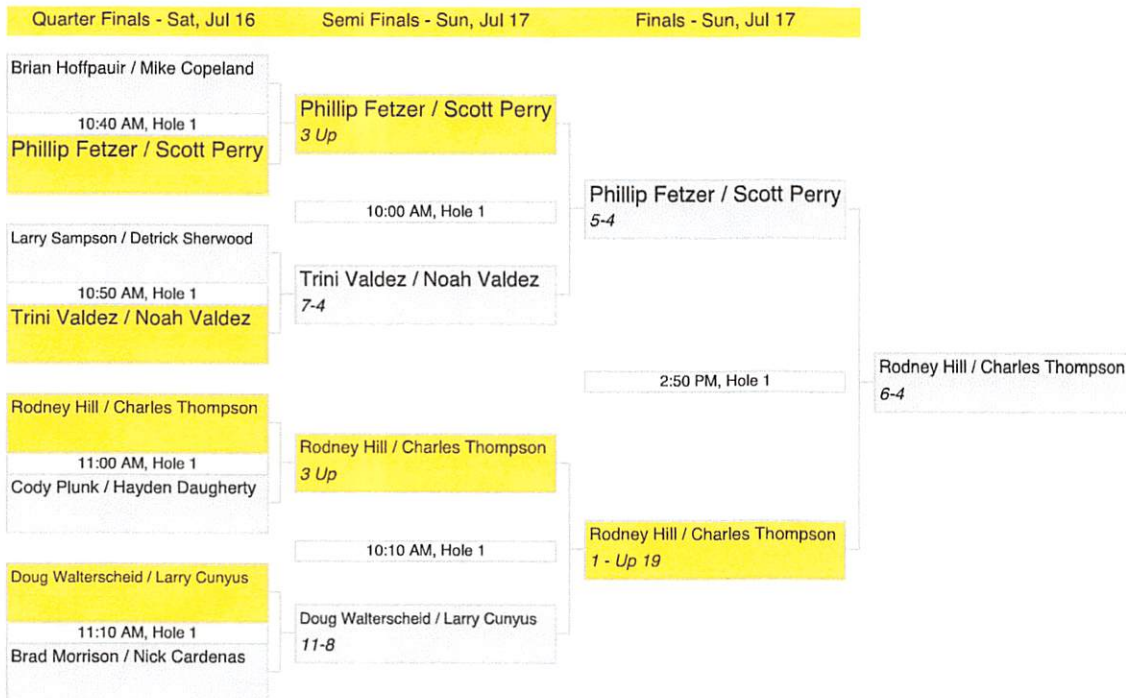 Quarter Finals - Sat, Jul 16
Semi Finals - Sun, Jul 17
Finals - Sun, Jul 17
Brian Hoffpauir / Mike Copeland
10:40 AM, Hole 1
Phillip Fetzer / Scott Perry
Larry Sampson / Detrick Sherwood
10:50 AM, Hole 1
Trini Valdez / Noah Valdez
Rodney Hill / Charles Thompson
11:00 AM, Hole 1
Cody Plunk / Hayden Daugherty
Doug Walterscheid / Larry Cunyus
11:10 AM, Hole 1
Brad Morrison / Nick Cardenas
Phillip Fetzer / Scott Perry
3 Up
10:00 AM, Hole 1
Trini Valdez / Noah Valdez
7-4
Rodney Hill / Charles Thompson
3 Up
10:10 AM, Hole 1
Doug Walterscheid / Larry Cunyus
11-8
Phillip Fetzer / Scott Perry
5-4
2:50 PM, Hole 1
Rodney Hill / Charles Thompson
1 - Up 19
Rodney Hill / Charles Thompson
6-4